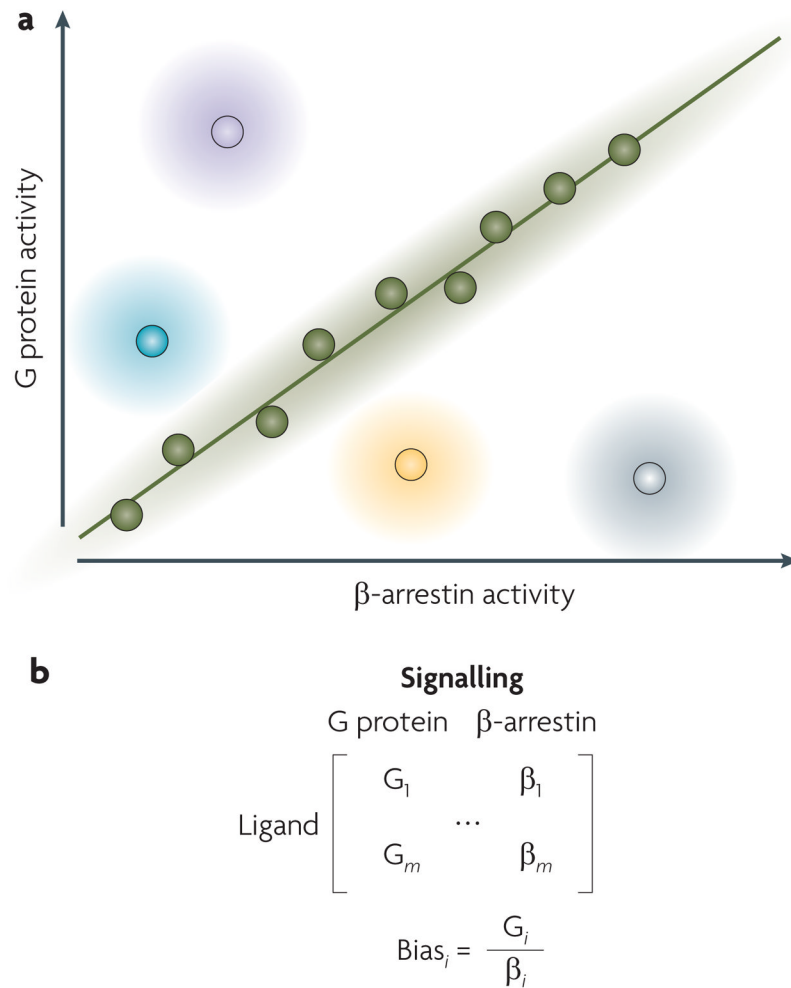 a
G protein activity
β-arrestin activity
b
Signalling
G protein β-arrestin
G1 β1
Ligand ...
Gm βm
Biasi = Gi
βi